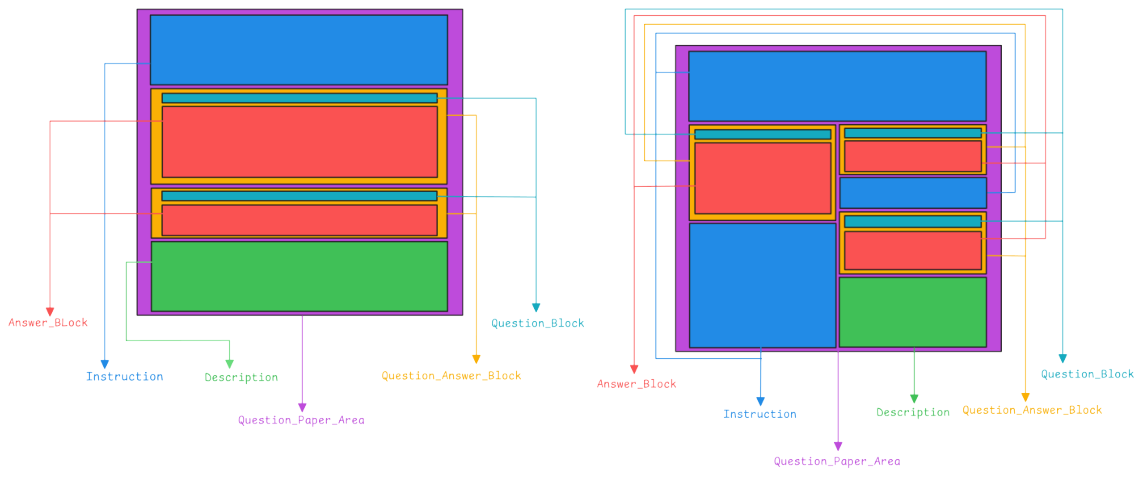 Answer_BLock
Question_Block
Instruction
Description
Question_Answer_Block
Question_Paper_Area
Question_Block
Answer_Block
Instruction
Description
Question_Answer_Block
Question_Paper_Area